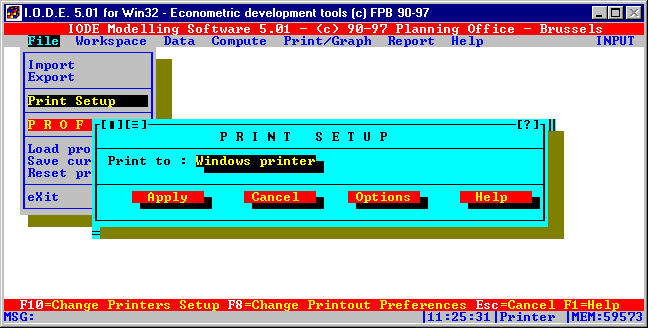 I.O.D.E. 5.01 for Win32 - Econometric development tools (c) FPB 90-97
IODE Modelling Software 5.01 - (c) 90-97 Planning Office - Brussels
File Workspace Data Compute Print/Graph Report Help INPUT
Import
Export
Print Setup
P R O F
Load pro
Save cur
Reset pr
eXit
[?]
P R I N T  S E T U P
Print to : Windows printer
Apply Cancel Options Help
F10=Change Printers Setup F8=Change Printout Preferences Esc=Cancel F1=Help
MSG: |11:25:31|Printer |MEM:59573